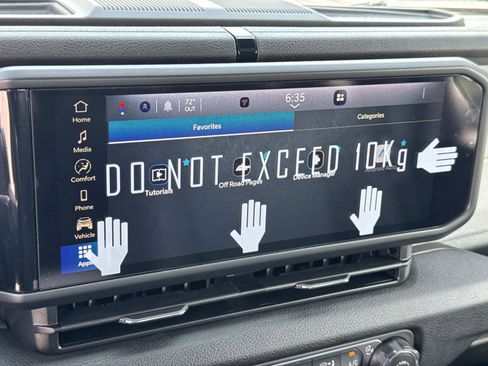 6:35
72°
OUT
Home
Favorites
Categories
Media
DO NOT EXCEED 10Kg
Comfort
Tutorials
Off Road Pages
Device Manager
Phone
Vehicle
Apps